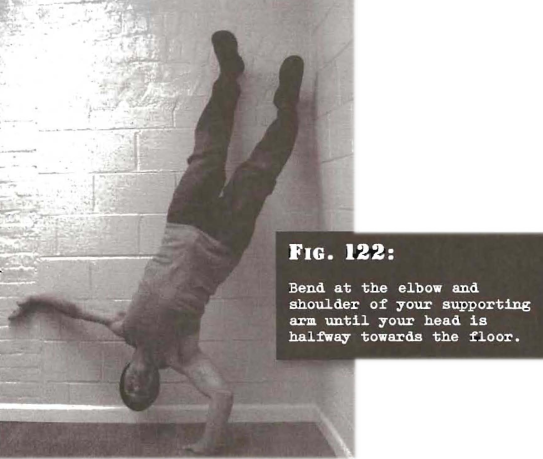 FIG. 122:
Bend at the elbow and
shoulder of your supporting
arm until your head is
halfway towards the floor.